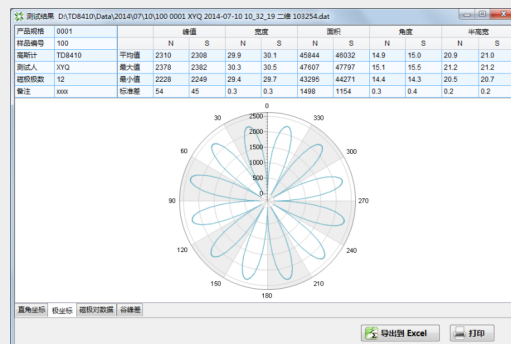 测试结果 D:\TD8410\Data\2014\07\10\100 0001 XYQ 2014-07-10 10_32_19 二维 103254.dat
产品规格 0001 峰值 宽度 面积 角度 半高宽
样品编号 100 N S N S N S N S N S
高斯计 TD8410 平均值 2310 2308 29.9 30.1 45844 46032 14.9 15.0 20.9 21.0
测试人 XYQ 最大值 2378 2382 30.3 30.5 47607 47797 15.1 15.5 21.2 21.2
磁极极数 12 最小值 2228 2249 29.4 29.7 43295 44271 14.4 14.3 20.5 20.7
备注 xxxx 标准差 54 45 0.3 0.3 1498 1154 0.3 0.4 0.2 0.2
0
30 330
2500
2000
60 300
1500
1000
500
0
90 270
120 240
150 210
180
直角坐标 极坐标 磁极对数据 谷峰差
导出到 Excel 打印